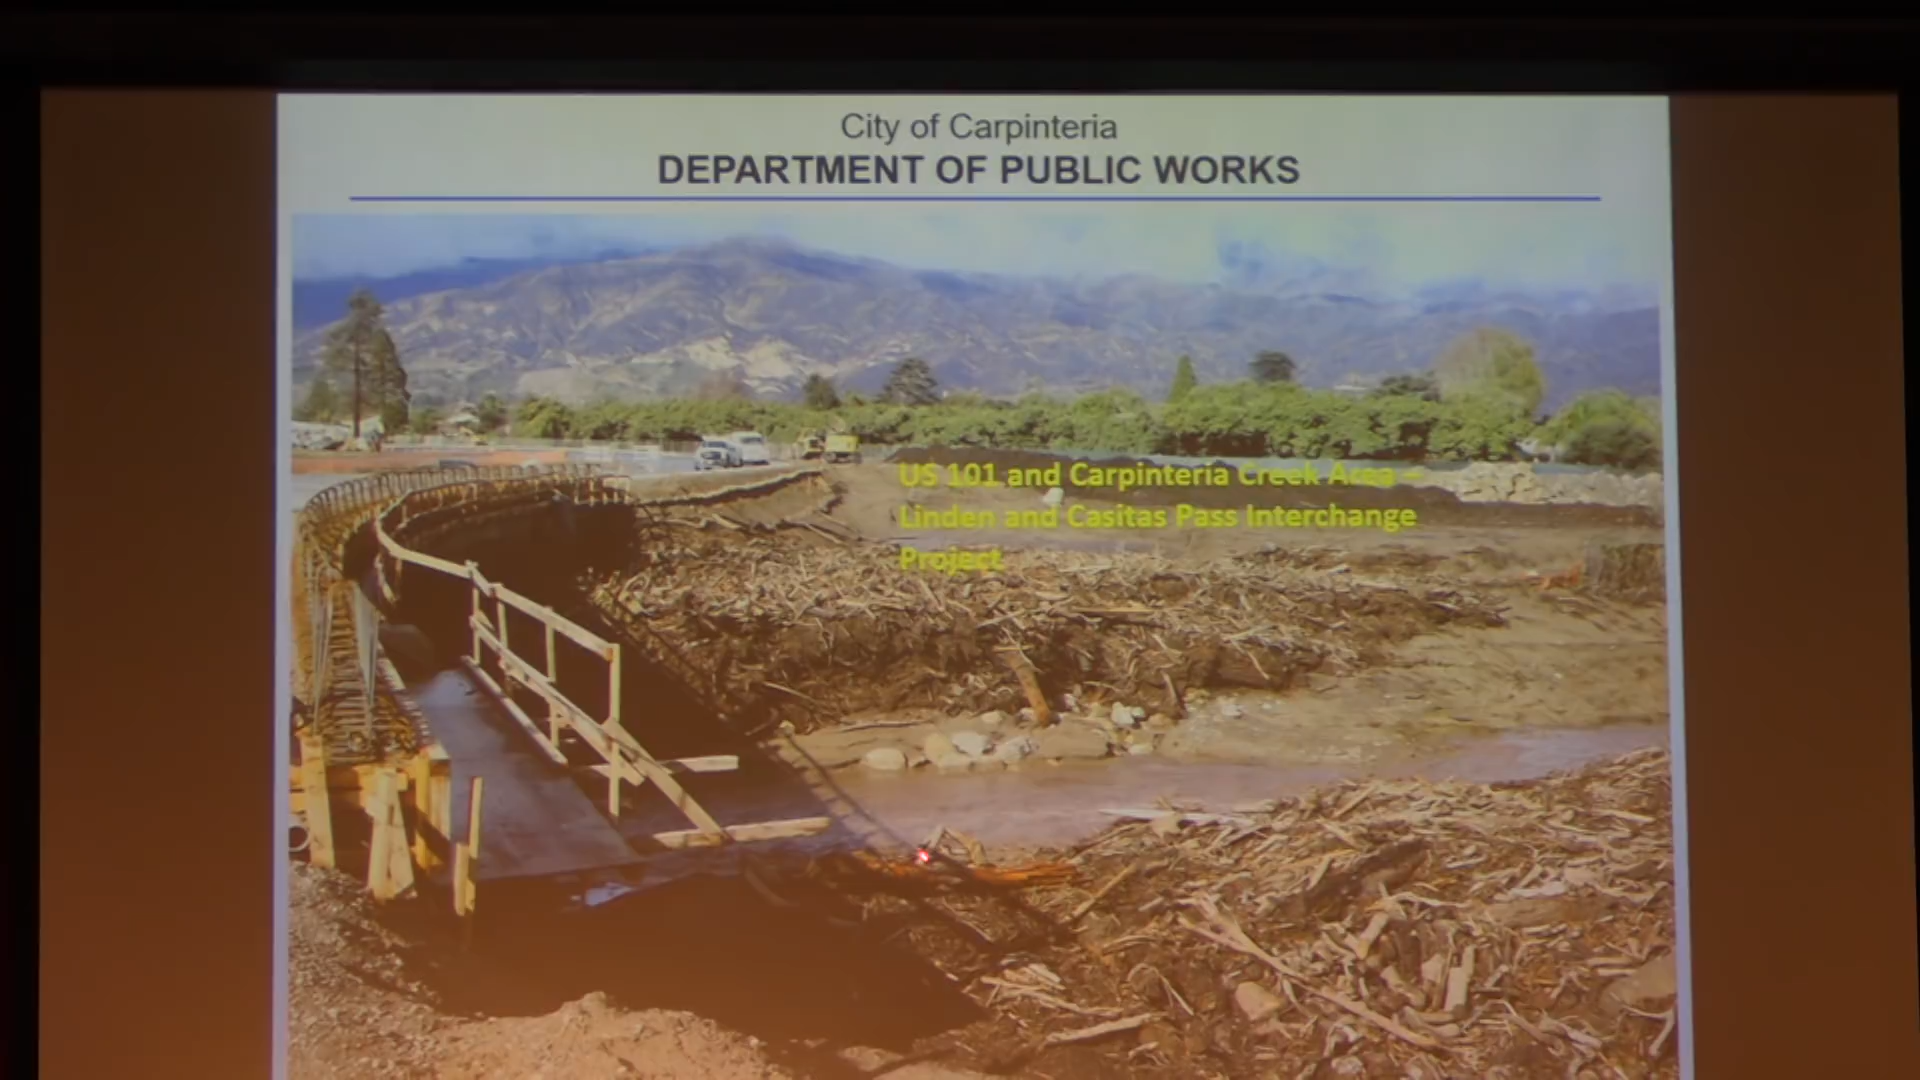 City of Carpinteria
DEPARTMENT OF PUBLIC WORKS
US 101 and Carpinteria Creek Area –
Linden and Casitas Pass Interchange
Project